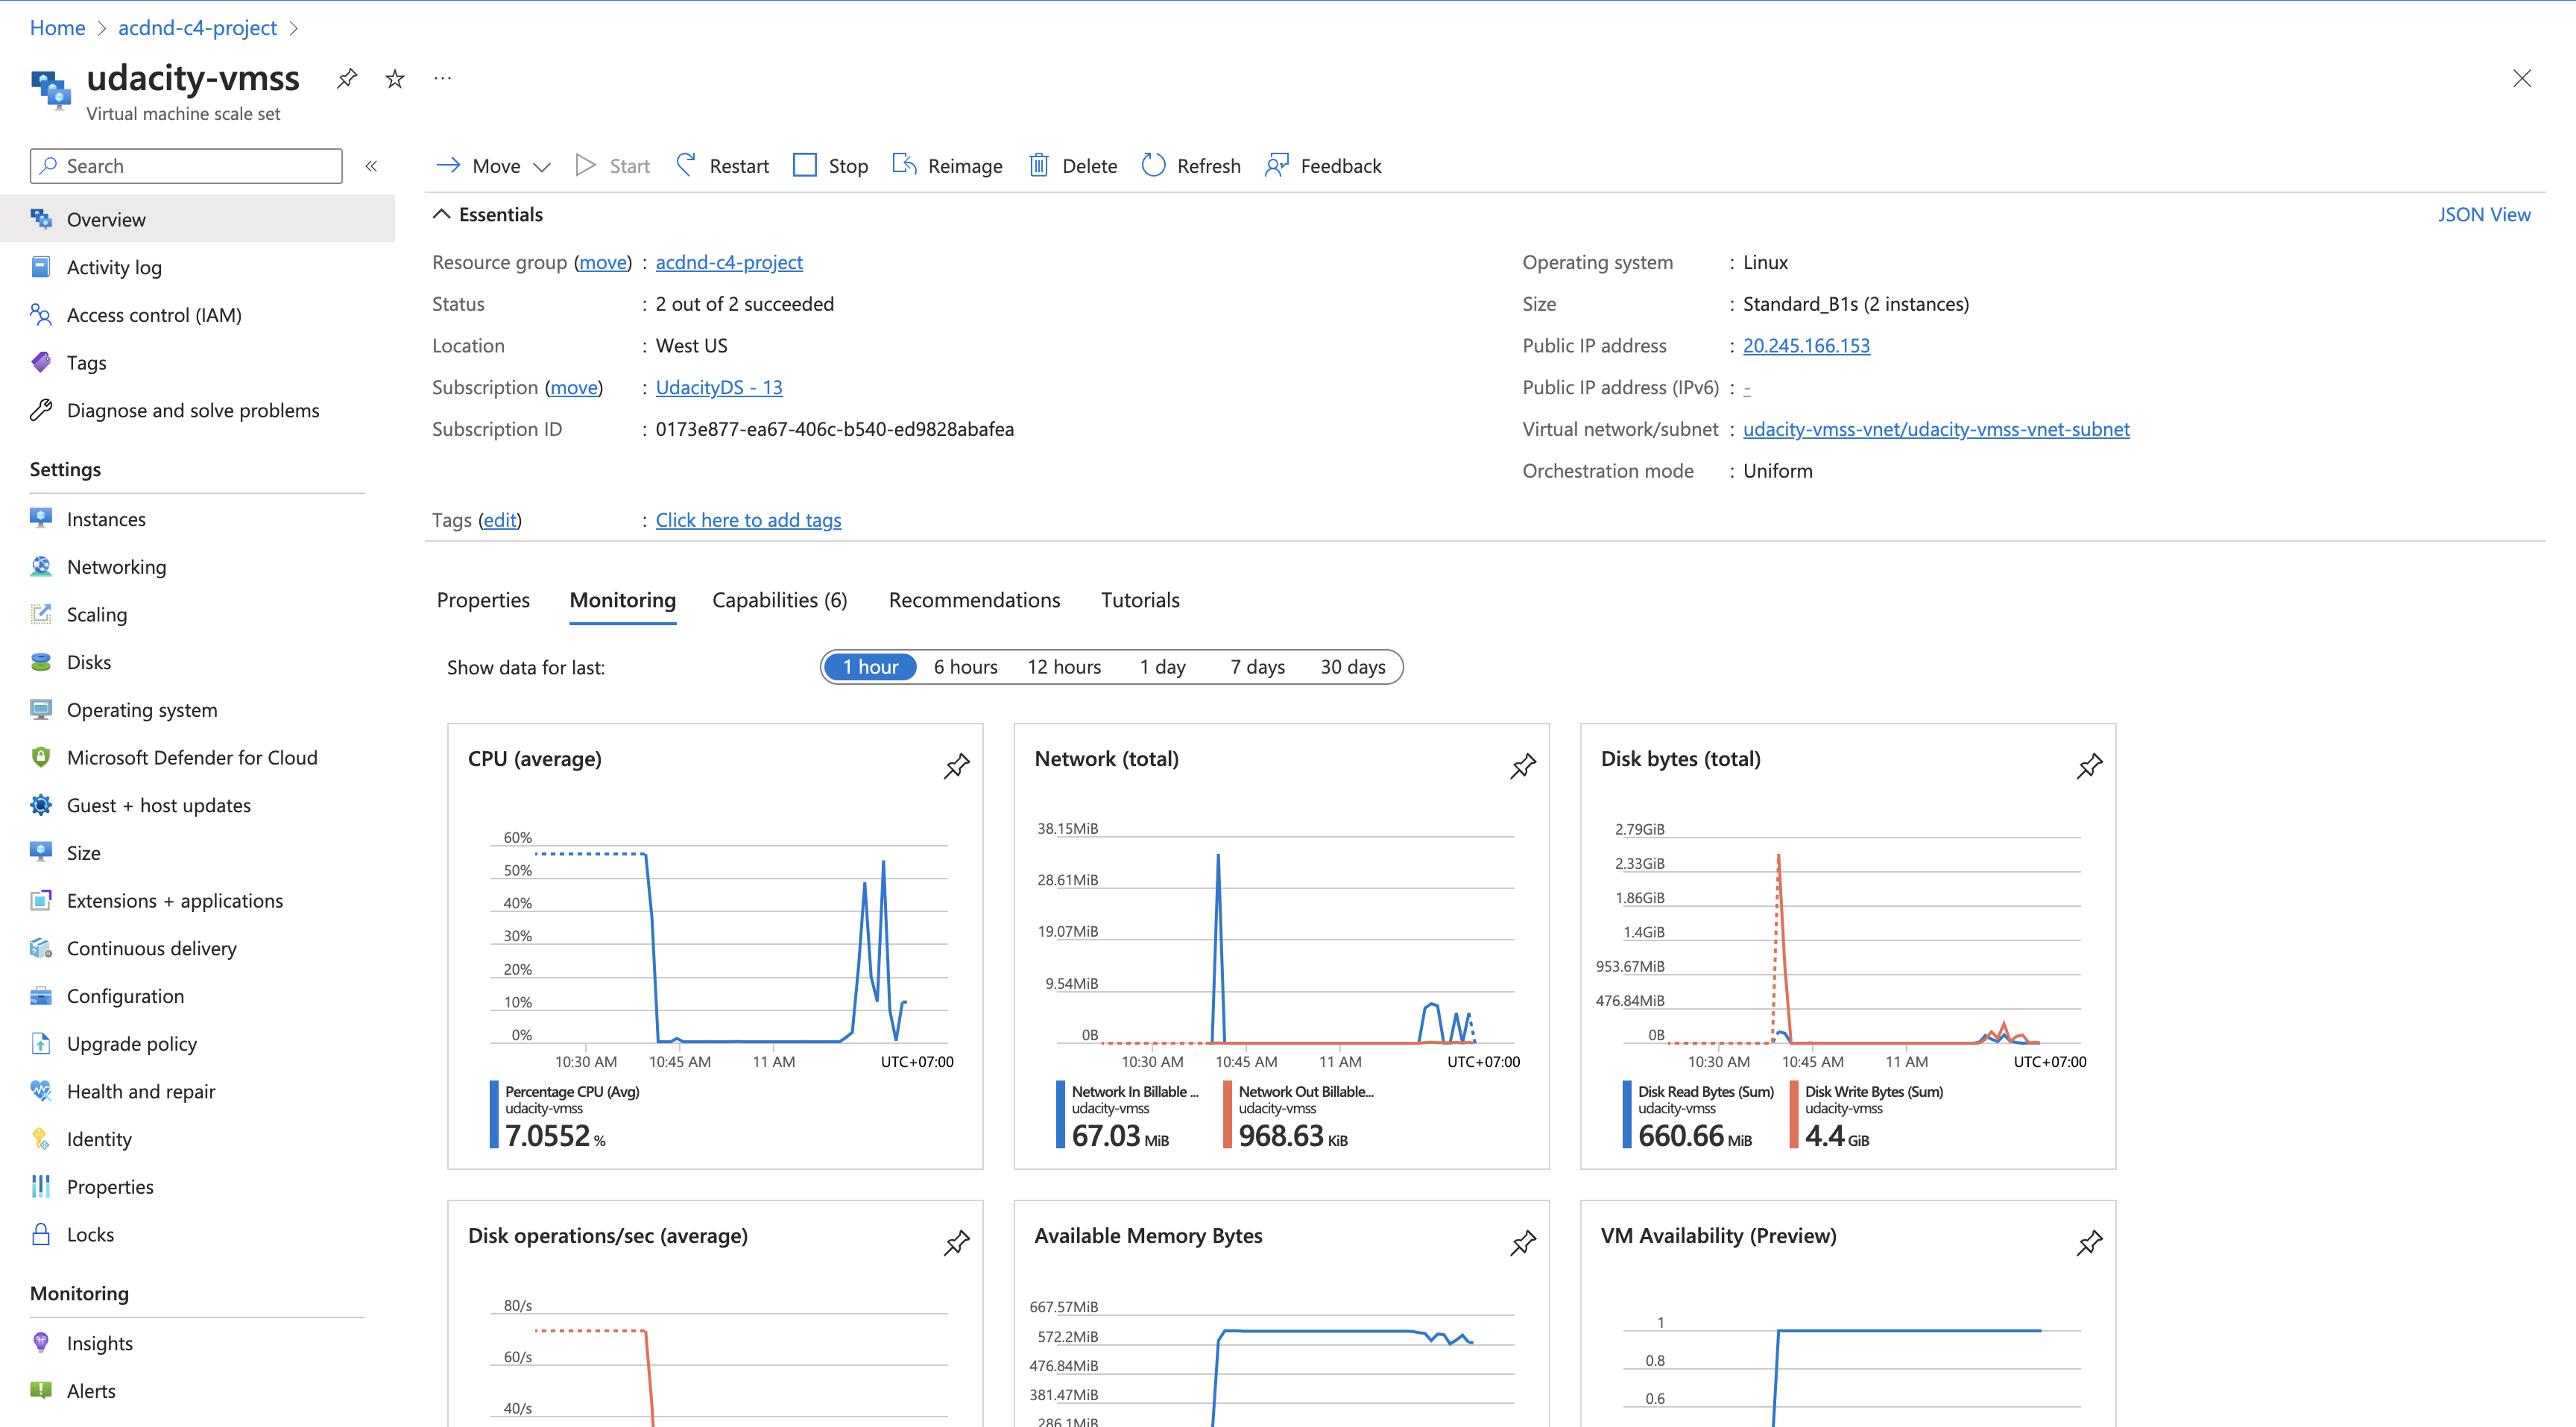 Home > acdnd-c4-project >
udacity-vmss
Virtual machine scale set
Search
Overview
Activity log
Access control (IAM)
Tags
Diagnose and solve problems
Settings
Instances
Networking
Scaling
Disks
Operating system
Microsoft Defender for Cloud
Guest + host updates
Size
Extensions + applications
Continuous delivery
Configuration
Upgrade policy
Health and repair
Identity
Properties
Locks
Monitoring
Insights
Alerts
Move Start Restart Stop Reimage Delete Refresh Feedback
Essentials
JSON View
Resource group (move) : acdnd-c4-project
Status : 2 out of 2 succeeded
Location : West US
Subscription (move) : UdacityDS - 13
Subscription ID : 0173e877-ea67-406c-b540-ed9828abafea
Operating system : Linux
Size : Standard_B1s (2 instances)
Public IP address : 20.245.166.153
Public IP address (IPv6) : -
Virtual network/subnet : udacity-vmss-vnet/udacity-vmss-vnet-subnet
Orchestration mode : Uniform
Tags (edit) : Click here to add tags
Properties Monitoring Capabilities (6) Recommendations Tutorials
Show data for last: 1 hour 6 hours 12 hours 1 day 7 days 30 days
CPU (average)
60%
50%
40%
30%
20%
10%
0%
10:30 AM 10:45 AM 11 AM UTC+07:00
Percentage CPU (Avg)
udacity-vmss
7.0552 %
Network (total)
38.15MiB
28.61MiB
19.07MiB
9.54MiB
0B
10:30 AM 10:45 AM 11 AM UTC+07:00
Network In Billable ... Network Out Billable...
udacity-vmss udacity-vmss
67.03 MiB 968.63 KiB
Disk bytes (total)
2.79GiB
2.33GiB
1.86GiB
1.4GiB
953.67MiB
476.84MiB
0B
10:30 AM 10:45 AM 11 AM UTC+07:00
Disk Read Bytes (Sum) Disk Write Bytes (Sum)
udacity-vmss udacity-vmss
660.66 MiB 4.4 GiB
Disk operations/sec (average)
80/s
60/s
40/s
Available Memory Bytes
667.57MiB
572.2MiB
476.84MiB
381.47MiB
286.1MiB
VM Availability (Preview)
1
0.8
0.6